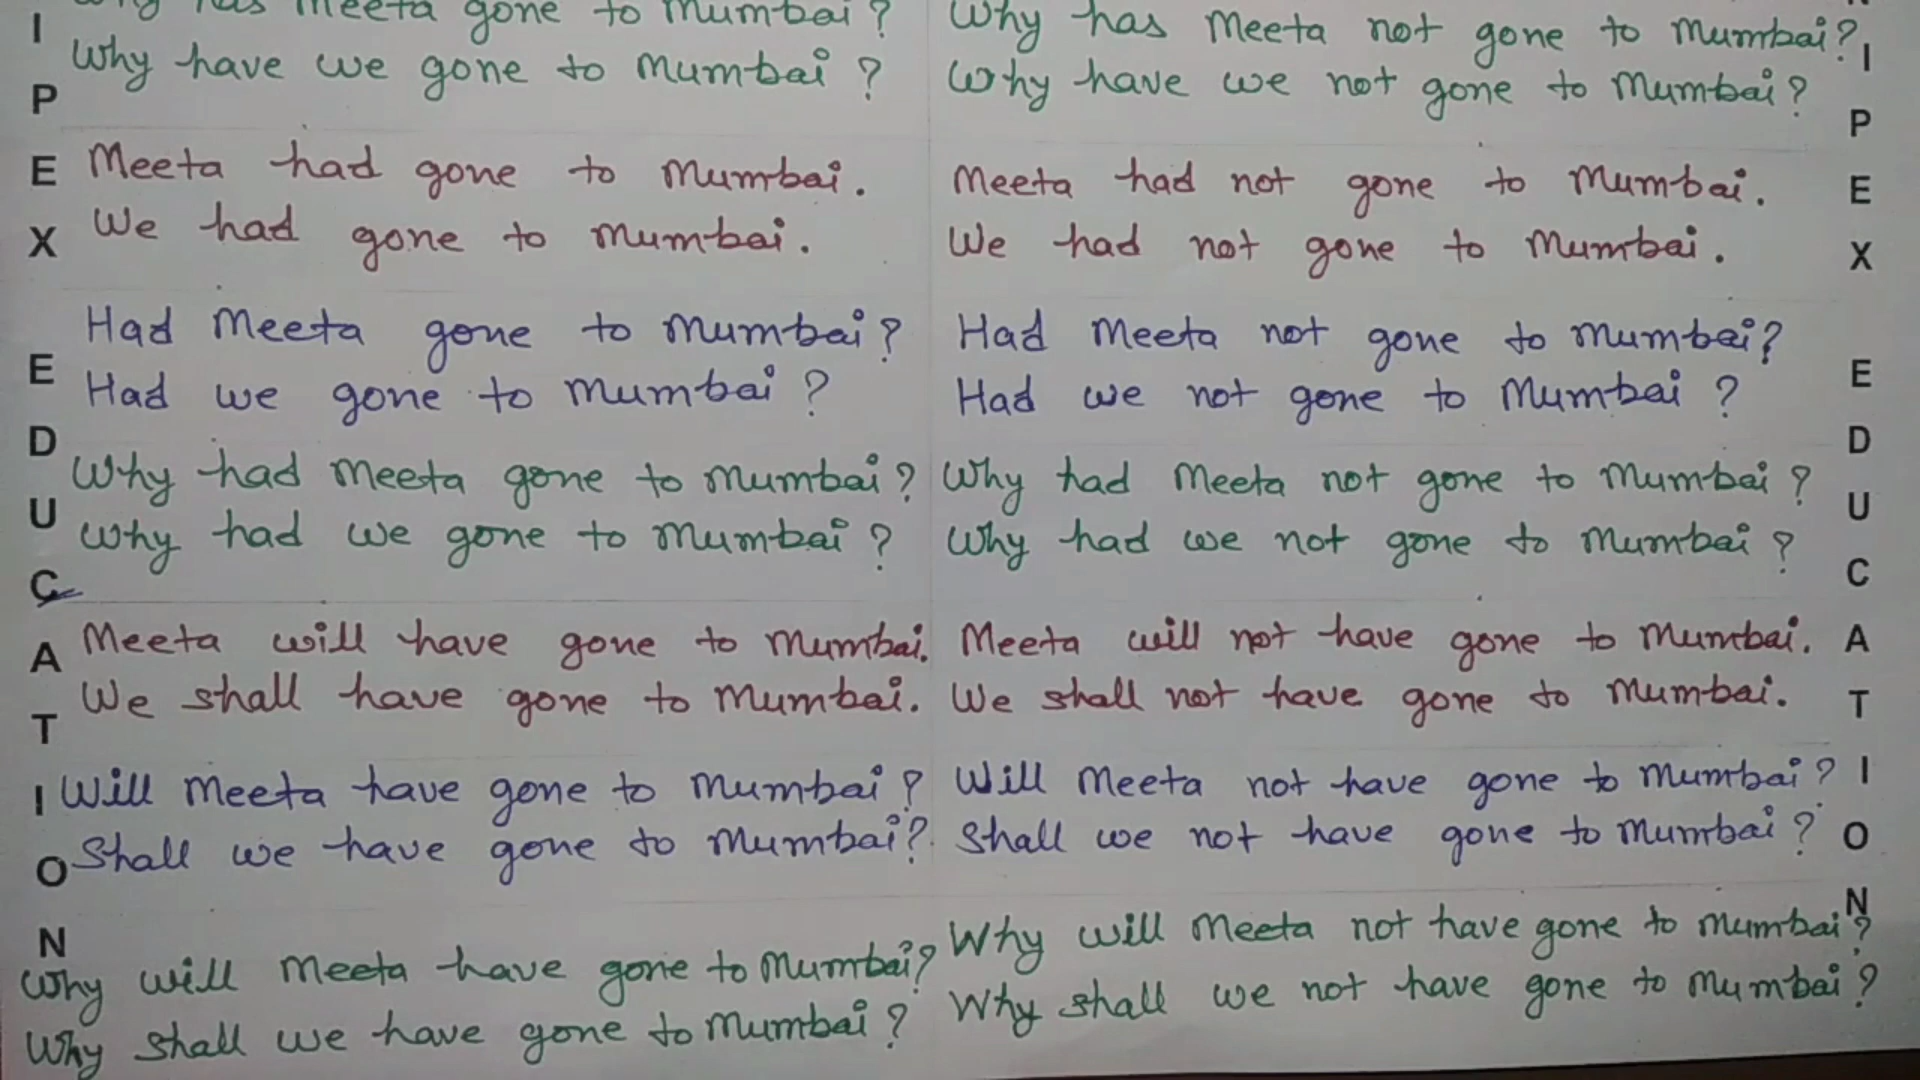 Why has Meeta gone to Mumbai?
Why have we gone to Mumbai?
Meeta had gone to Mumbai.
We had gone to Mumbai.
Had Meeta gone to Mumbai?
Had we gone to Mumbai?
Why had Meeta gone to Mumbai?
Why had we gone to Mumbai?
Meeta will have gone to Mumbai.
We shall have gone to Mumbai.
Will Meeta have gone to Mumbai?
Shall we have gone to Mumbai?
Why will Meeta have gone to Mumbai?
Why shall we have gone to Mumbai?
Why has Meeta not gone to Mumbai?
Why have we not gone to Mumbai?
Meeta had not gone to Mumbai.
We had not gone to Mumbai.
Had Meeta not gone to Mumbai?
Had we not gone to Mumbai?
Why had Meeta not gone to Mumbai?
Why had we not gone to Mumbai?
Meeta will not have gone to Mumbai.
We shall not have gone to Mumbai.
Will Meeta not have gone to Mumbai?
Shall we not have gone to Mumbai?
Why will Meeta not have gone to Mumbai?
Why shall we not have gone to Mumbai?
IPEX EDUCATION
IPEX EDUCATION